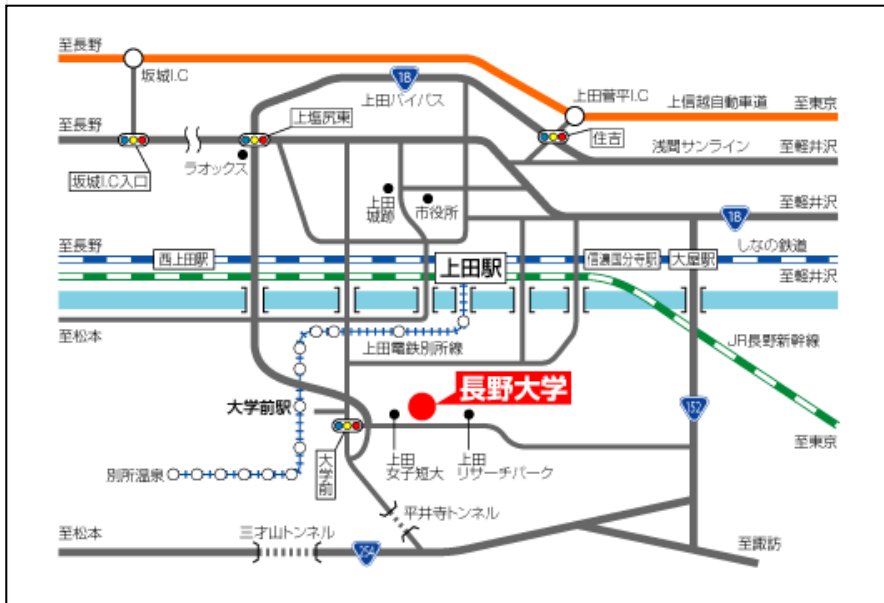 至長野
坂城I.C
18
上田バイパス
上田菅平I.C
上信越自動車道
至東京
至長野
上塩尻東
住吉
浅間サンライン
至軽井沢
坂城I.C入口
ラオックス
上田
城跡
市役所
18
至軽井沢
至長野
西上田駅
上田駅
信濃国分寺駅
大屋駅
しなの鉄道
至軽井沢
至松本
上田電鉄別所線
JR長野新幹線
長野大学
大学前駅
152
至東京
大学前
上田
女子短大
上田
リサーチパーク
別所温泉
平井寺トンネル
至松本
三才山トンネル
254
至諏訪